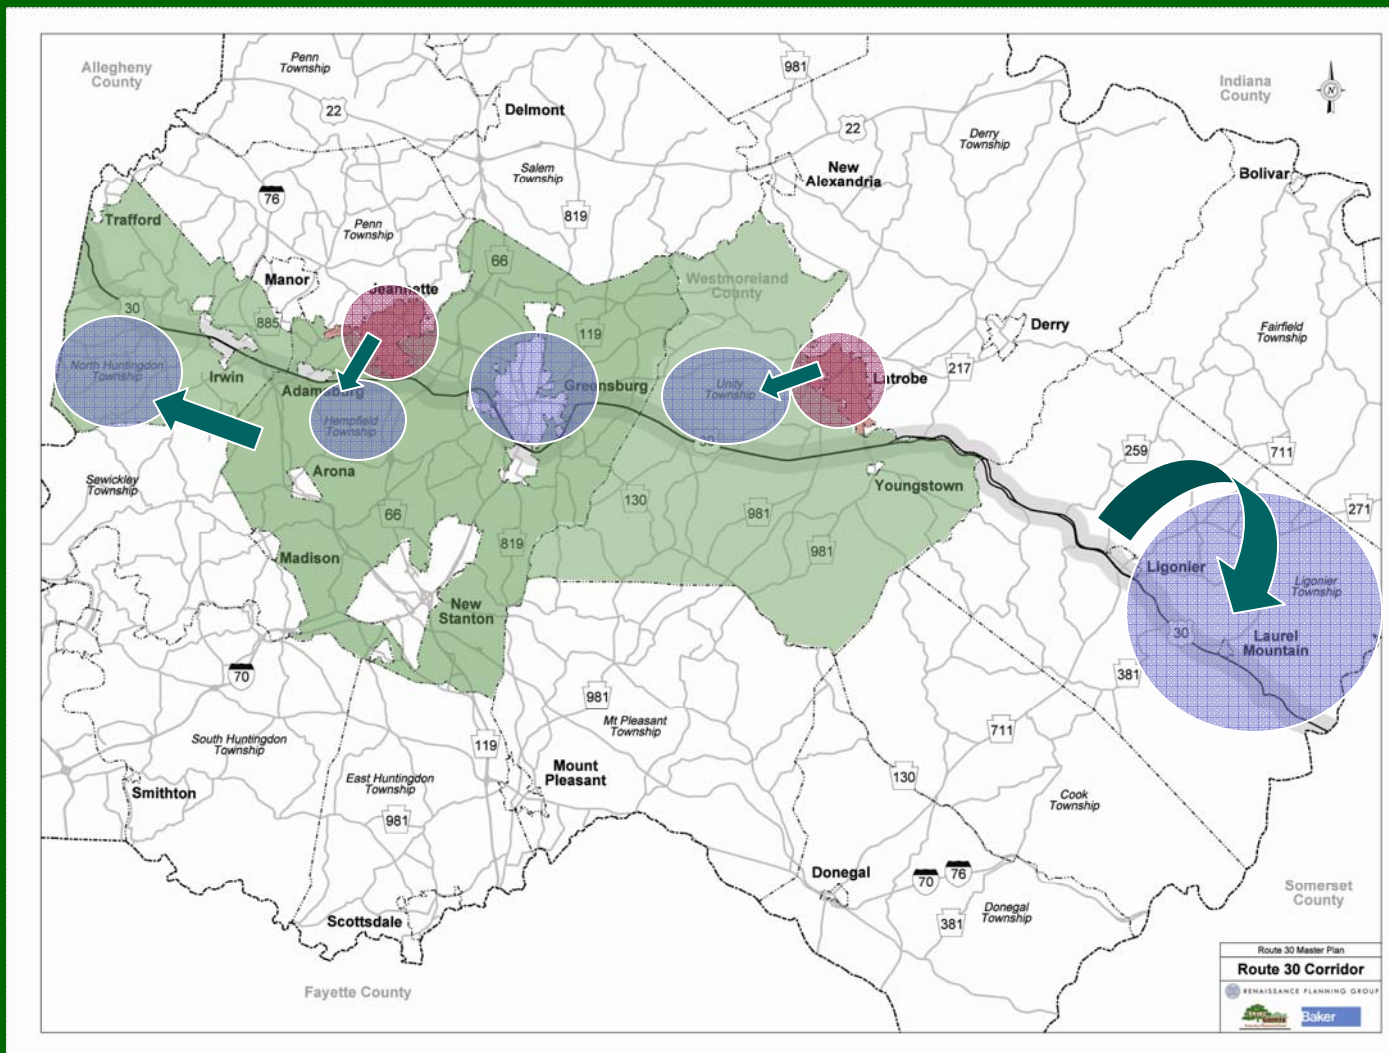 Allegheny
County
Penn
Township
22
Delmont
981
22
Indiana
County
N
Derry
Township
New
Alexandria
Bolivar
Salem
Township
819
76
Trafford
Penn
Township
66
Manor
Jeannette
Westmoreland
County
30
885
119
Derry
Fairfield
Township
North Huntingdon
Township
Irwin
Adamsburg
Hempfield
Township
Greensburg
Unity
Township
Latrobe
217
30
Arona
Sewickley
Township
259
711
Youngstown
130
981
271
66
819
981
Madison
Ligonier
Ligonier
Township
New
Stanton
30
Laurel
Mountain
70
381
981
Mt Pleasant
Township
711
South Huntingdon
Township
119
East Huntingdon
Township
Mount
Pleasant
130
Smithton
Cook
Township
981
Donegal
70
76
Somerset
County
Donegal
Township
381
Scottsdale
Fayette County
Route 30 Master Plan
Route 30 Corridor
RENAISSANCE PLANNING GROUP
Baker